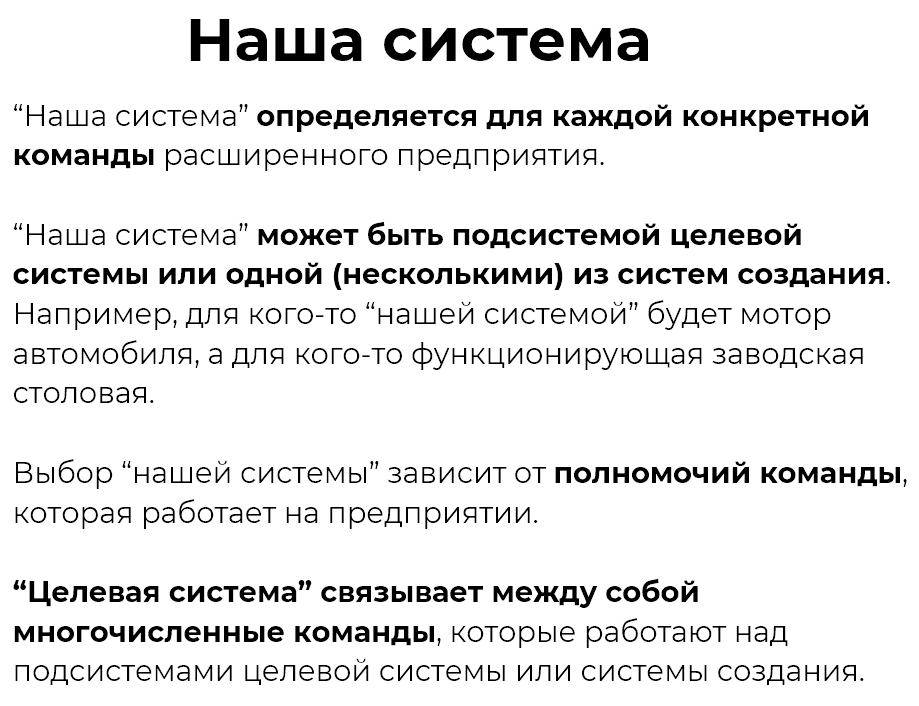 Наша система
“Наша система” определяется для каждой конкретной
команды расширенного предприятия.
“Наша система” может быть подсистемой целевой
системы или одной (несколькими) из систем создания.
Например, для кого-то “нашей системой” будет мотор
автомобиля, а для кого-то функционирующая заводская
столовая.
Выбор “нашей системы” зависит от полномочий команды,
которая работает на предприятии.
“Целевая система” связывает между собой
многочисленные команды, которые работают над
подсистемами целевой системы или системы создания.